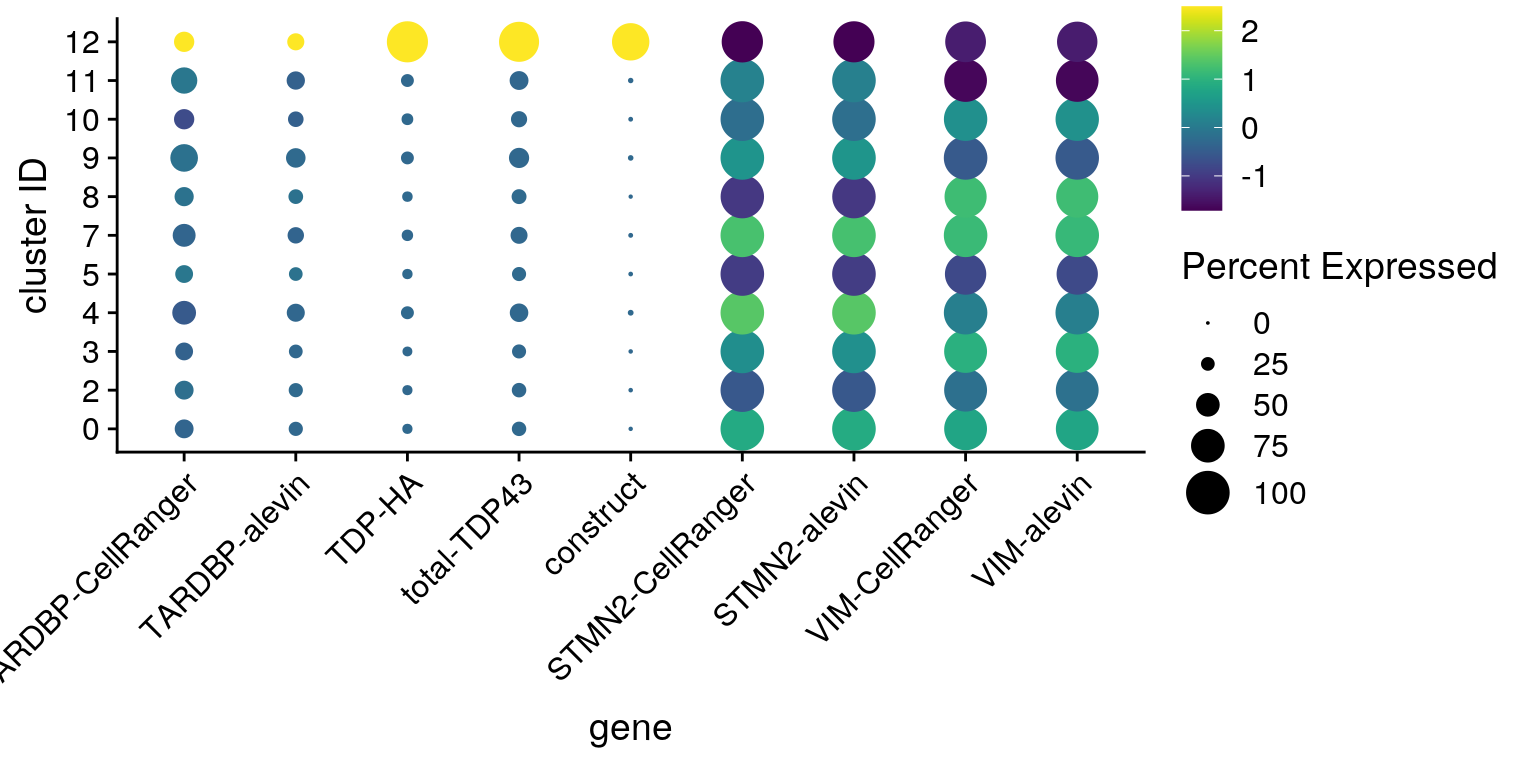 cluster ID
12
11
10
9
8
7
5
4
3
2
0
ARDBP-CellRanger
TARDBP-alevin
TDP-HA
total-TDP43
construct
STMN2-CellRanger
STMN2-alevin
VIM-CellRanger
VIM-alevin
gene
2
1
0
-1
Percent Expressed
0
25
50
75
100